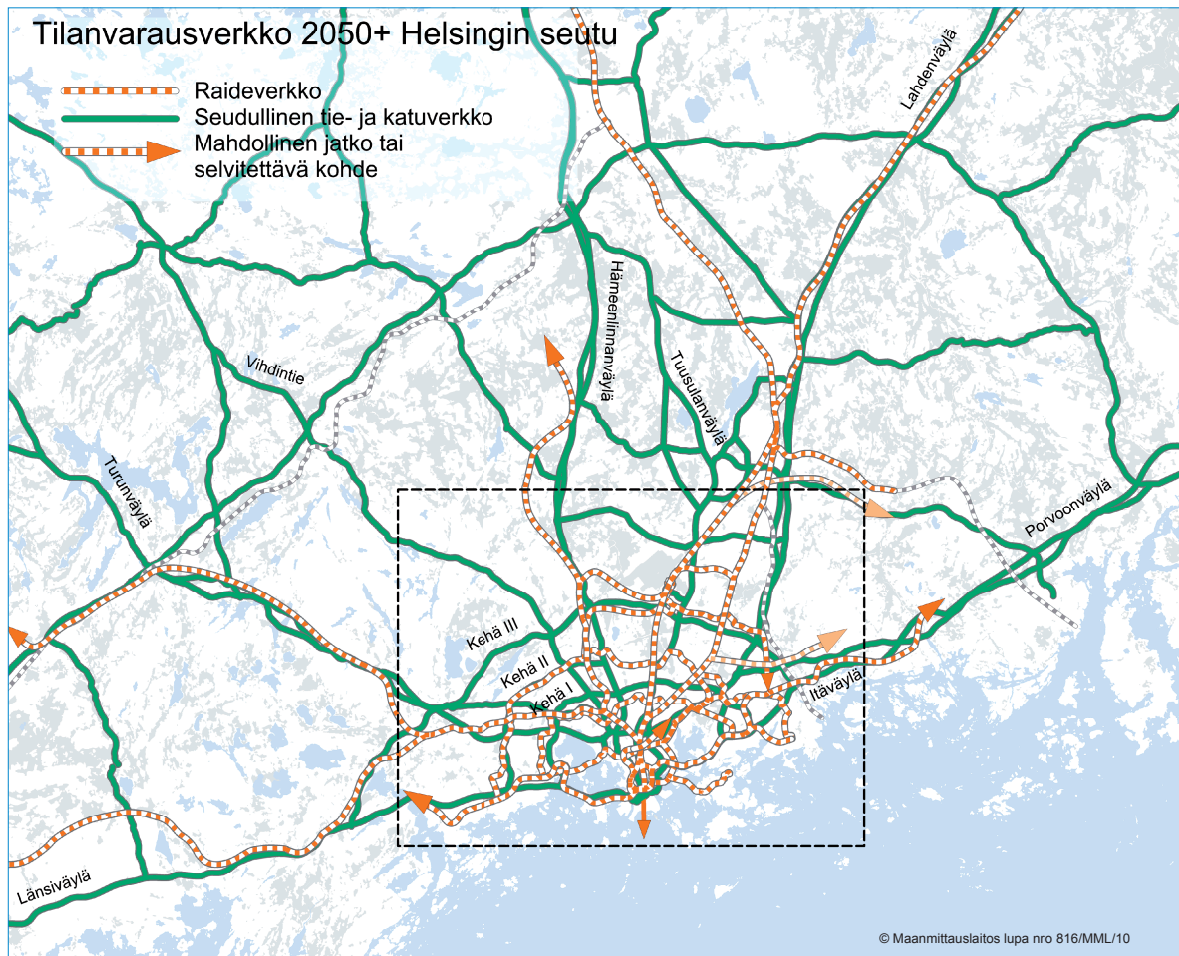 Tilanvarausverkko 2050+ Helsingin seutu
Raideverkko
Seudullinen tie- ja katuverkko
Mahdollinen jatko tai
selvitettävä kohde
Lahdenväylä
Hämeenlinnanväylä
Tuusulanväylä
Vihdintie
Turunväylä
Porvoonväylä
Kehä III
Kehä II
Kehä I
Itäväylä
Länsiväylä
© Maanmittauslaitos lupa nro 816/MML/10